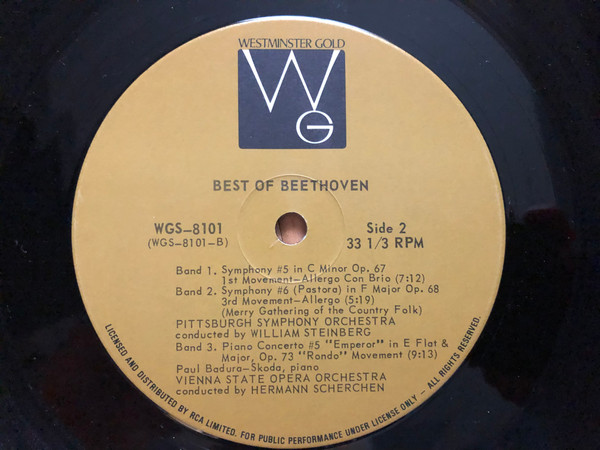 WESTMINSTER GOLD
WG
BEST OF BEETHOVEN
WGS-8101
(WGS-8101-B)
Side 2
33 1/3 RPM
Band 1. Symphony #5 in C Minor Op. 67
1st Movement-Allergo Con Brio (7:12)
Band 2. Symphony #6 (Pastora) in F Major Op. 68
3rd Movement-Allergo (5:19)
(Merry Gathering of the Country Folk)
PITTSBURGH SYMPHONY ORCHESTRA
conducted by WILLIAM STEINBERG
Band 3. Piano Concerto #5 "Emperor" in E Flat &
Major, Op. 73 "Rondo" Movement (9:13)
Paul Badura-Skoda, piano
VIENNA STATE OPERA ORCHESTRA
conducted by HERMANN SCHERCHEN
LICENSED AND DISTRIBUTED BY RCA LIMITED. FOR PUBLIC PERFORMANCE UNDER LICENSE ONLY - ALL RIGHTS RESERVED.